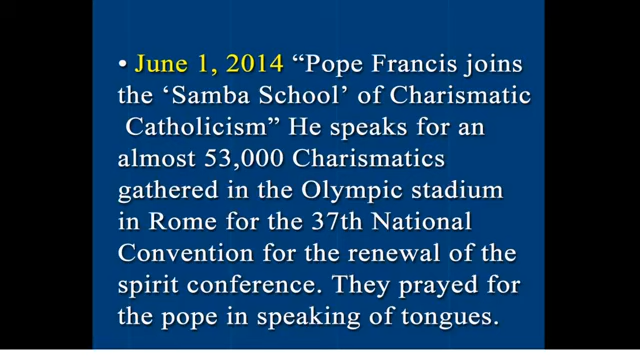 • June 1, 2014 “Pope Francis joins
the ‘Samba School’ of Charismatic
Catholicism” He speaks for an
almost 53,000 Charismatics
gathered in the Olympic stadium
in Rome for the 37th National
Convention for the renewal of the
spirit conference. They prayed for
the pope in speaking of tongues.